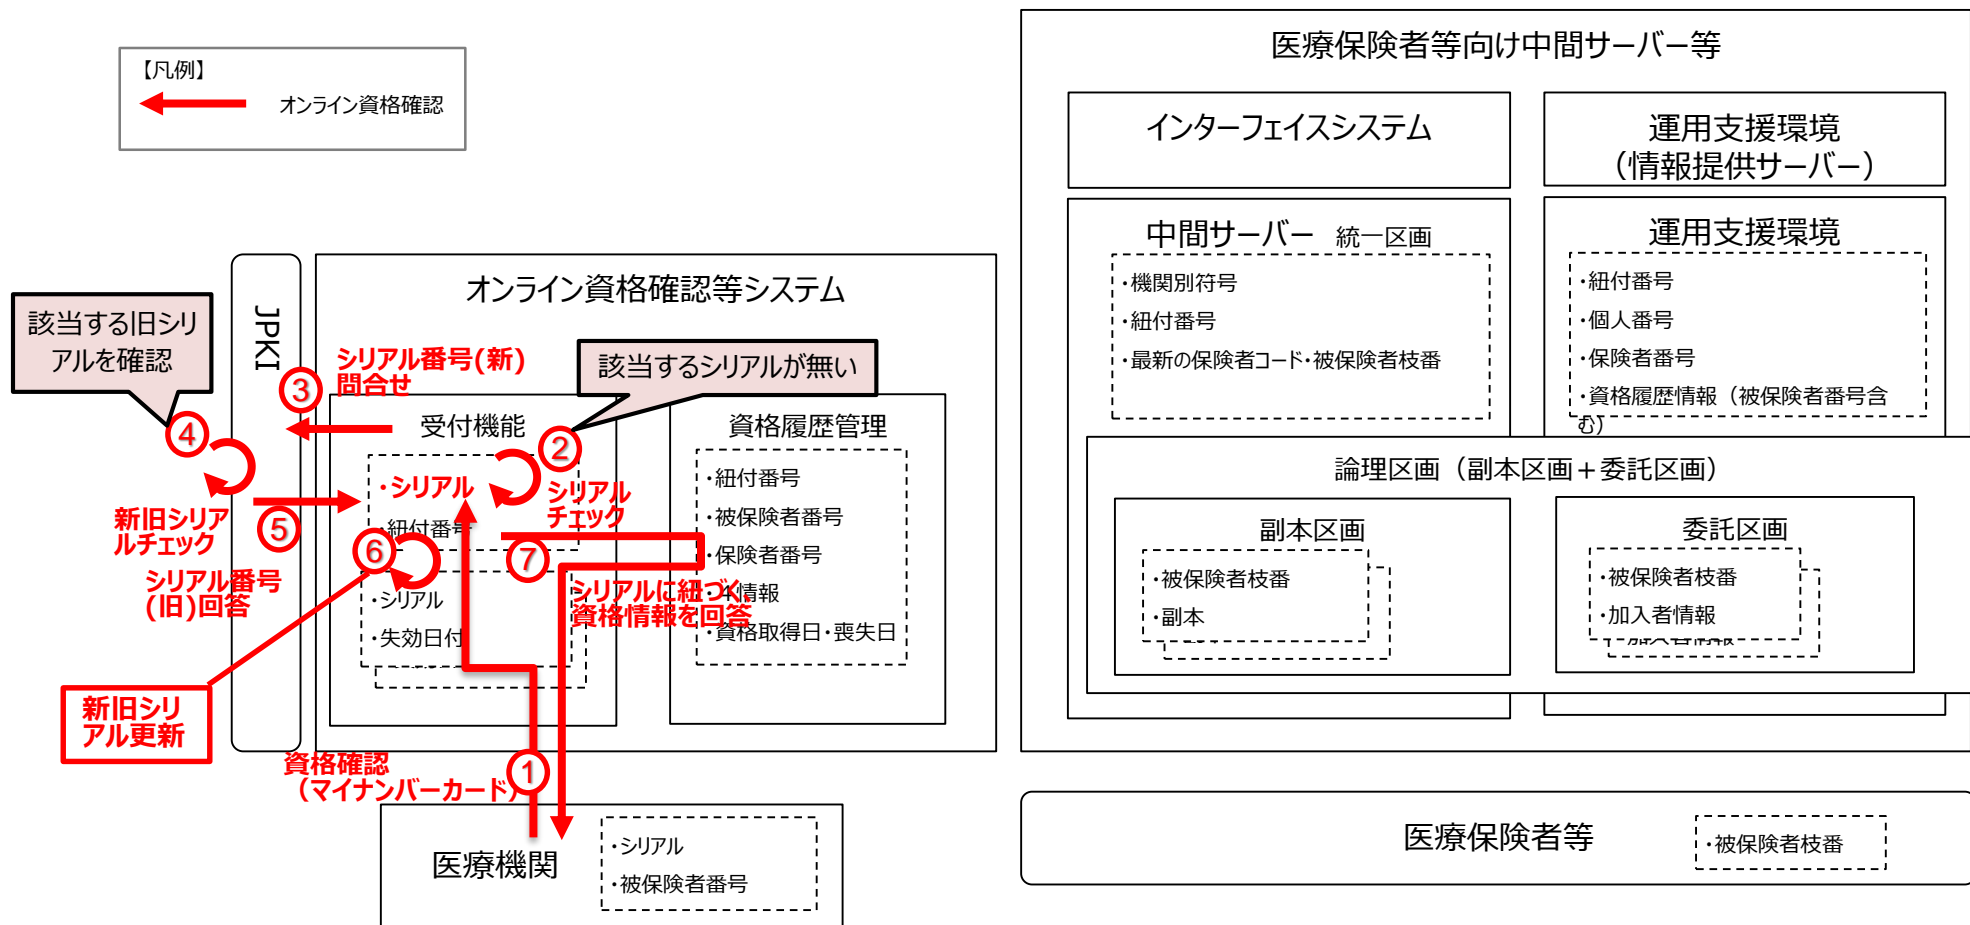 【凡例】
オンライン資格確認
医療保険者等向け中間サーバー等
インターフェイスシステム
運用支援環境
（情報提供サーバー）
中間サーバー 統一区画
・機関別符号
・紐付番号
・最新の保険者コード・被保険者枝番
運用支援環境
・紐付番号
・個人番号
・保険者番号
・資格履歴情報（被保険者番号含
む）
論理区画（副本区画＋委託区画）
副本区画
・被保険者枝番
・副本
委託区画
・被保険者枝番
・加入者情報
・加入者情報
医療保険者等
・被保険者枝番
オンライン資格確認等システム
JPKI
該当する旧シリ
アルを確認
シリアル番号(新)
問合せ
③
該当するシリアルが無い
受付機能
②
④
・シリアル
・紐付番号
シリアル
チェック
⑤
新旧シリア
ルチェック
⑥
⑦
シリアル番号
(旧)回答
・シリアル
・失効日付
資格履歴管理
・紐付番号
・被保険者番号
・保険者番号
・4情報
・資格取得日・喪失日
シリアルに紐づく、
資格情報を回答
新旧シリ
アル更新
資格確認
（マイナンバーカード）
①
医療機関
・シリアル
・被保険者番号